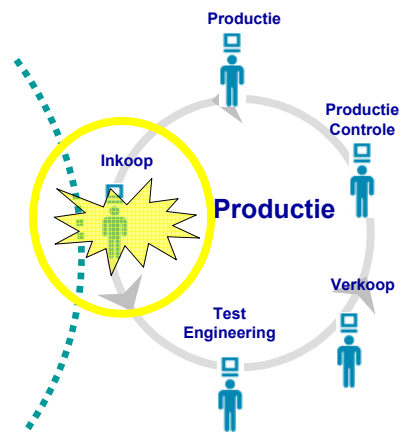 Productie
Productie
Controle
Inkoop
Productie
Verkoop
Test
Engineering